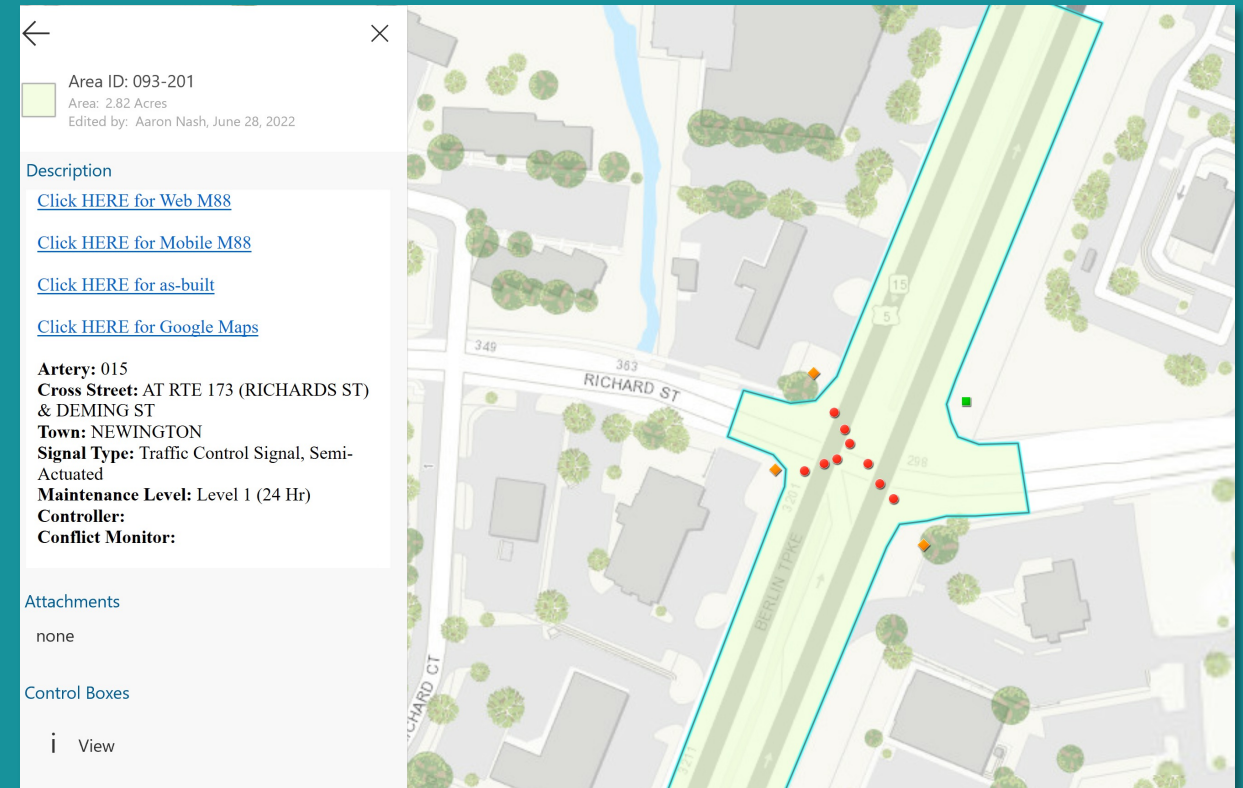 Area ID: 093-201
Area: 2.82 Acres
Edited by: Aaron Nash, June 28, 2022
Description
Click HERE for Web M88
Click HERE for Mobile M88
Click HERE for as-built
Click HERE for Google Maps
Artery: 015
Cross Street: AT RTE 173 (RICHARDS ST)
& DEMING ST
Town: NEWINGTON
Signal Type: Traffic Control Signal, Semi-
Actuated
Maintenance Level: Level 1 (24 Hr)
Controller:
Conflict Monitor:
Attachments
none
Control Boxes
i View
15
5
349
363
RICHARD ST
298
3201
BERLIN TPKE
1
CHARD CT
3211